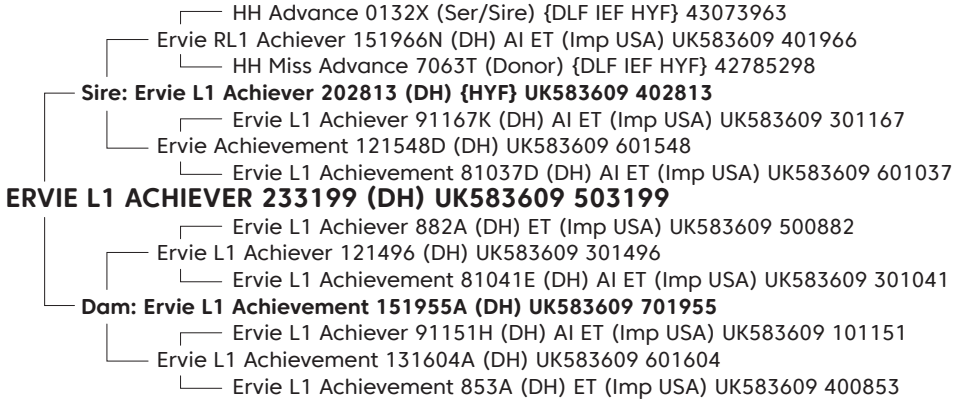 HH Advance 0132X (Ser/Sire) {DLF IEF HYF} 43073963
Ervie RL1 Achiever 151966N (DH) AI ET (Imp USA) UK583609 401966
HH Miss Advance 7063T (Donor) {DLF IEF HYF} 42785298
Sire: Ervie L1 Achiever 202813 (DH) {HYF} UK583609 402813
Ervie L1 Achiever 91167K (DH) AI ET (Imp USA) UK583609 301167
Ervie Achievement 121548D (DH) UK583609 601548
Ervie L1 Achievement 81037D (DH) AI ET (Imp USA) UK583609 601037
ERVIE L1 ACHIEVER 233199 (DH) UK583609 503199
Ervie L1 Achiever 882A (DH) ET (Imp USA) UK583609 500882
Ervie L1 Achiever 121496 (DH) UK583609 301496
Ervie L1 Achievement 81041E (DH) AI ET (Imp USA) UK583609 301041
Dam: Ervie L1 Achievement 151955A (DH) UK583609 701955
Ervie L1 Achiever 91151H (DH) AI ET (Imp USA) UK583609 101151
Ervie L1 Achievement 131604A (DH) UK583609 601604
Ervie L1 Achievement 853A (DH) ET (Imp USA) UK583609 400853